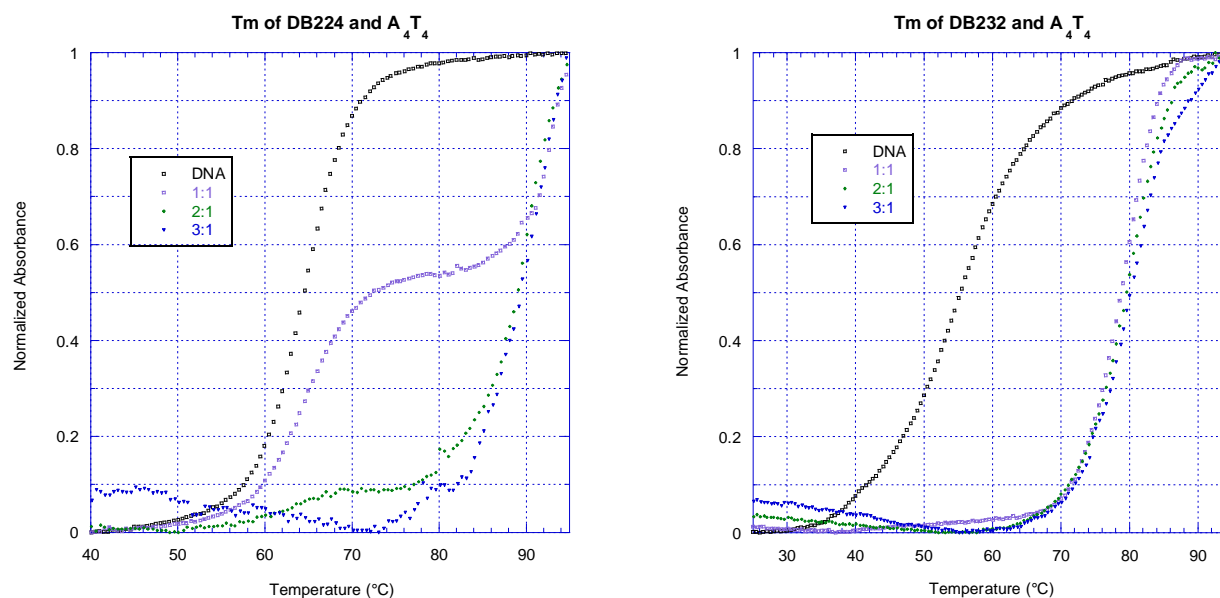 Tm of DB224 and A₄T₄
1
0.8
0.6
0.4
0.2
0
Normalized Absorbance
DNA
1:1
2:1
3:1
40 50 60 70 80 90
Temperature (°C)
Tm of DB232 and A₄T₄
1
0.8
0.6
0.4
0.2
0
Normalized Absorbance
DNA
1:1
2:1
3:1
30 40 50 60 70 80 90
Temperature (°C)